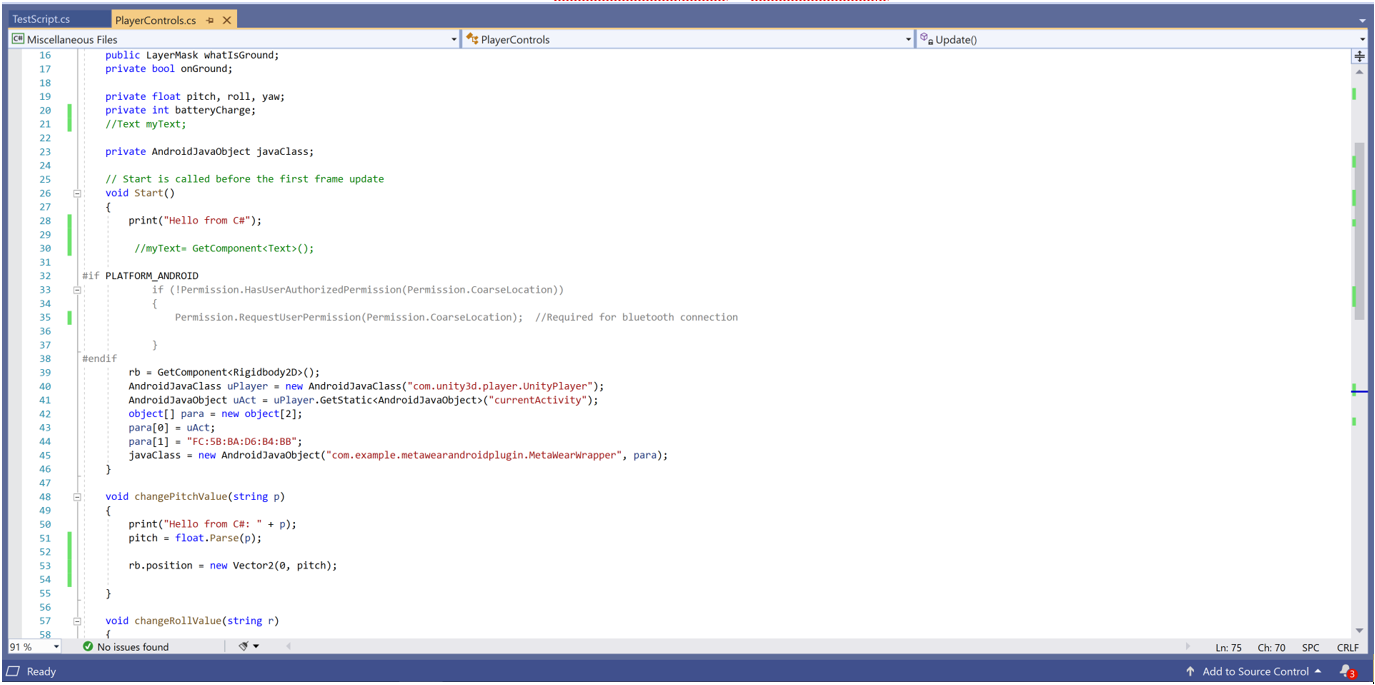 TestScript.cs PlayerControls.cs
C# Miscellaneous Files PlayerControls Update()
16 public LayerMask whatIsGround;
17 private bool onGround;
18
19 private float pitch, roll, yaw;
20 private int batteryCharge;
21 //Text myText;
22
23 private AndroidJavaObject javaClass;
24
25 // Start is called before the first frame update
26 void Start()
27 {
28 print("Hello from C#");
29
30 //myText= GetComponent<Text>();
31
32 #if PLATFORM_ANDROID
33 if (!Permission.HasUserAuthorizedPermission(Permission.CoarseLocation))
34 {
35 Permission.RequestUserPermission(Permission.CoarseLocation); //Required for bluetooth connection
36
37 }
38 #endif
39 rb = GetComponent<Rigidbody2D>();
40 AndroidJavaClass uPlayer = new AndroidJavaClass("com.unity3d.player.UnityPlayer");
41 AndroidJavaObject uAct = uPlayer.GetStatic<AndroidJavaObject>("currentActivity");
42 object[] para = new object[2];
43 para[0] = uAct;
44 para[1] = "FC:5B:BA:D6:B4:BB";
45 javaClass = new AndroidJavaObject("com.example.metawearandroidplugin.MetaWearWrapper", para);
46 }
47
48 void changePitchValue(string p)
49 {
50 print("Hello from C#: " + p);
51 pitch = float.Parse(p);
52
53 rb.position = new Vector2(0, pitch);
54
55 }
56
57 void changeRollValue(string r)
58 {
91 % No issues found Ln: 75 Ch: 70 SPC CRLF
Ready Add to Source Control 3